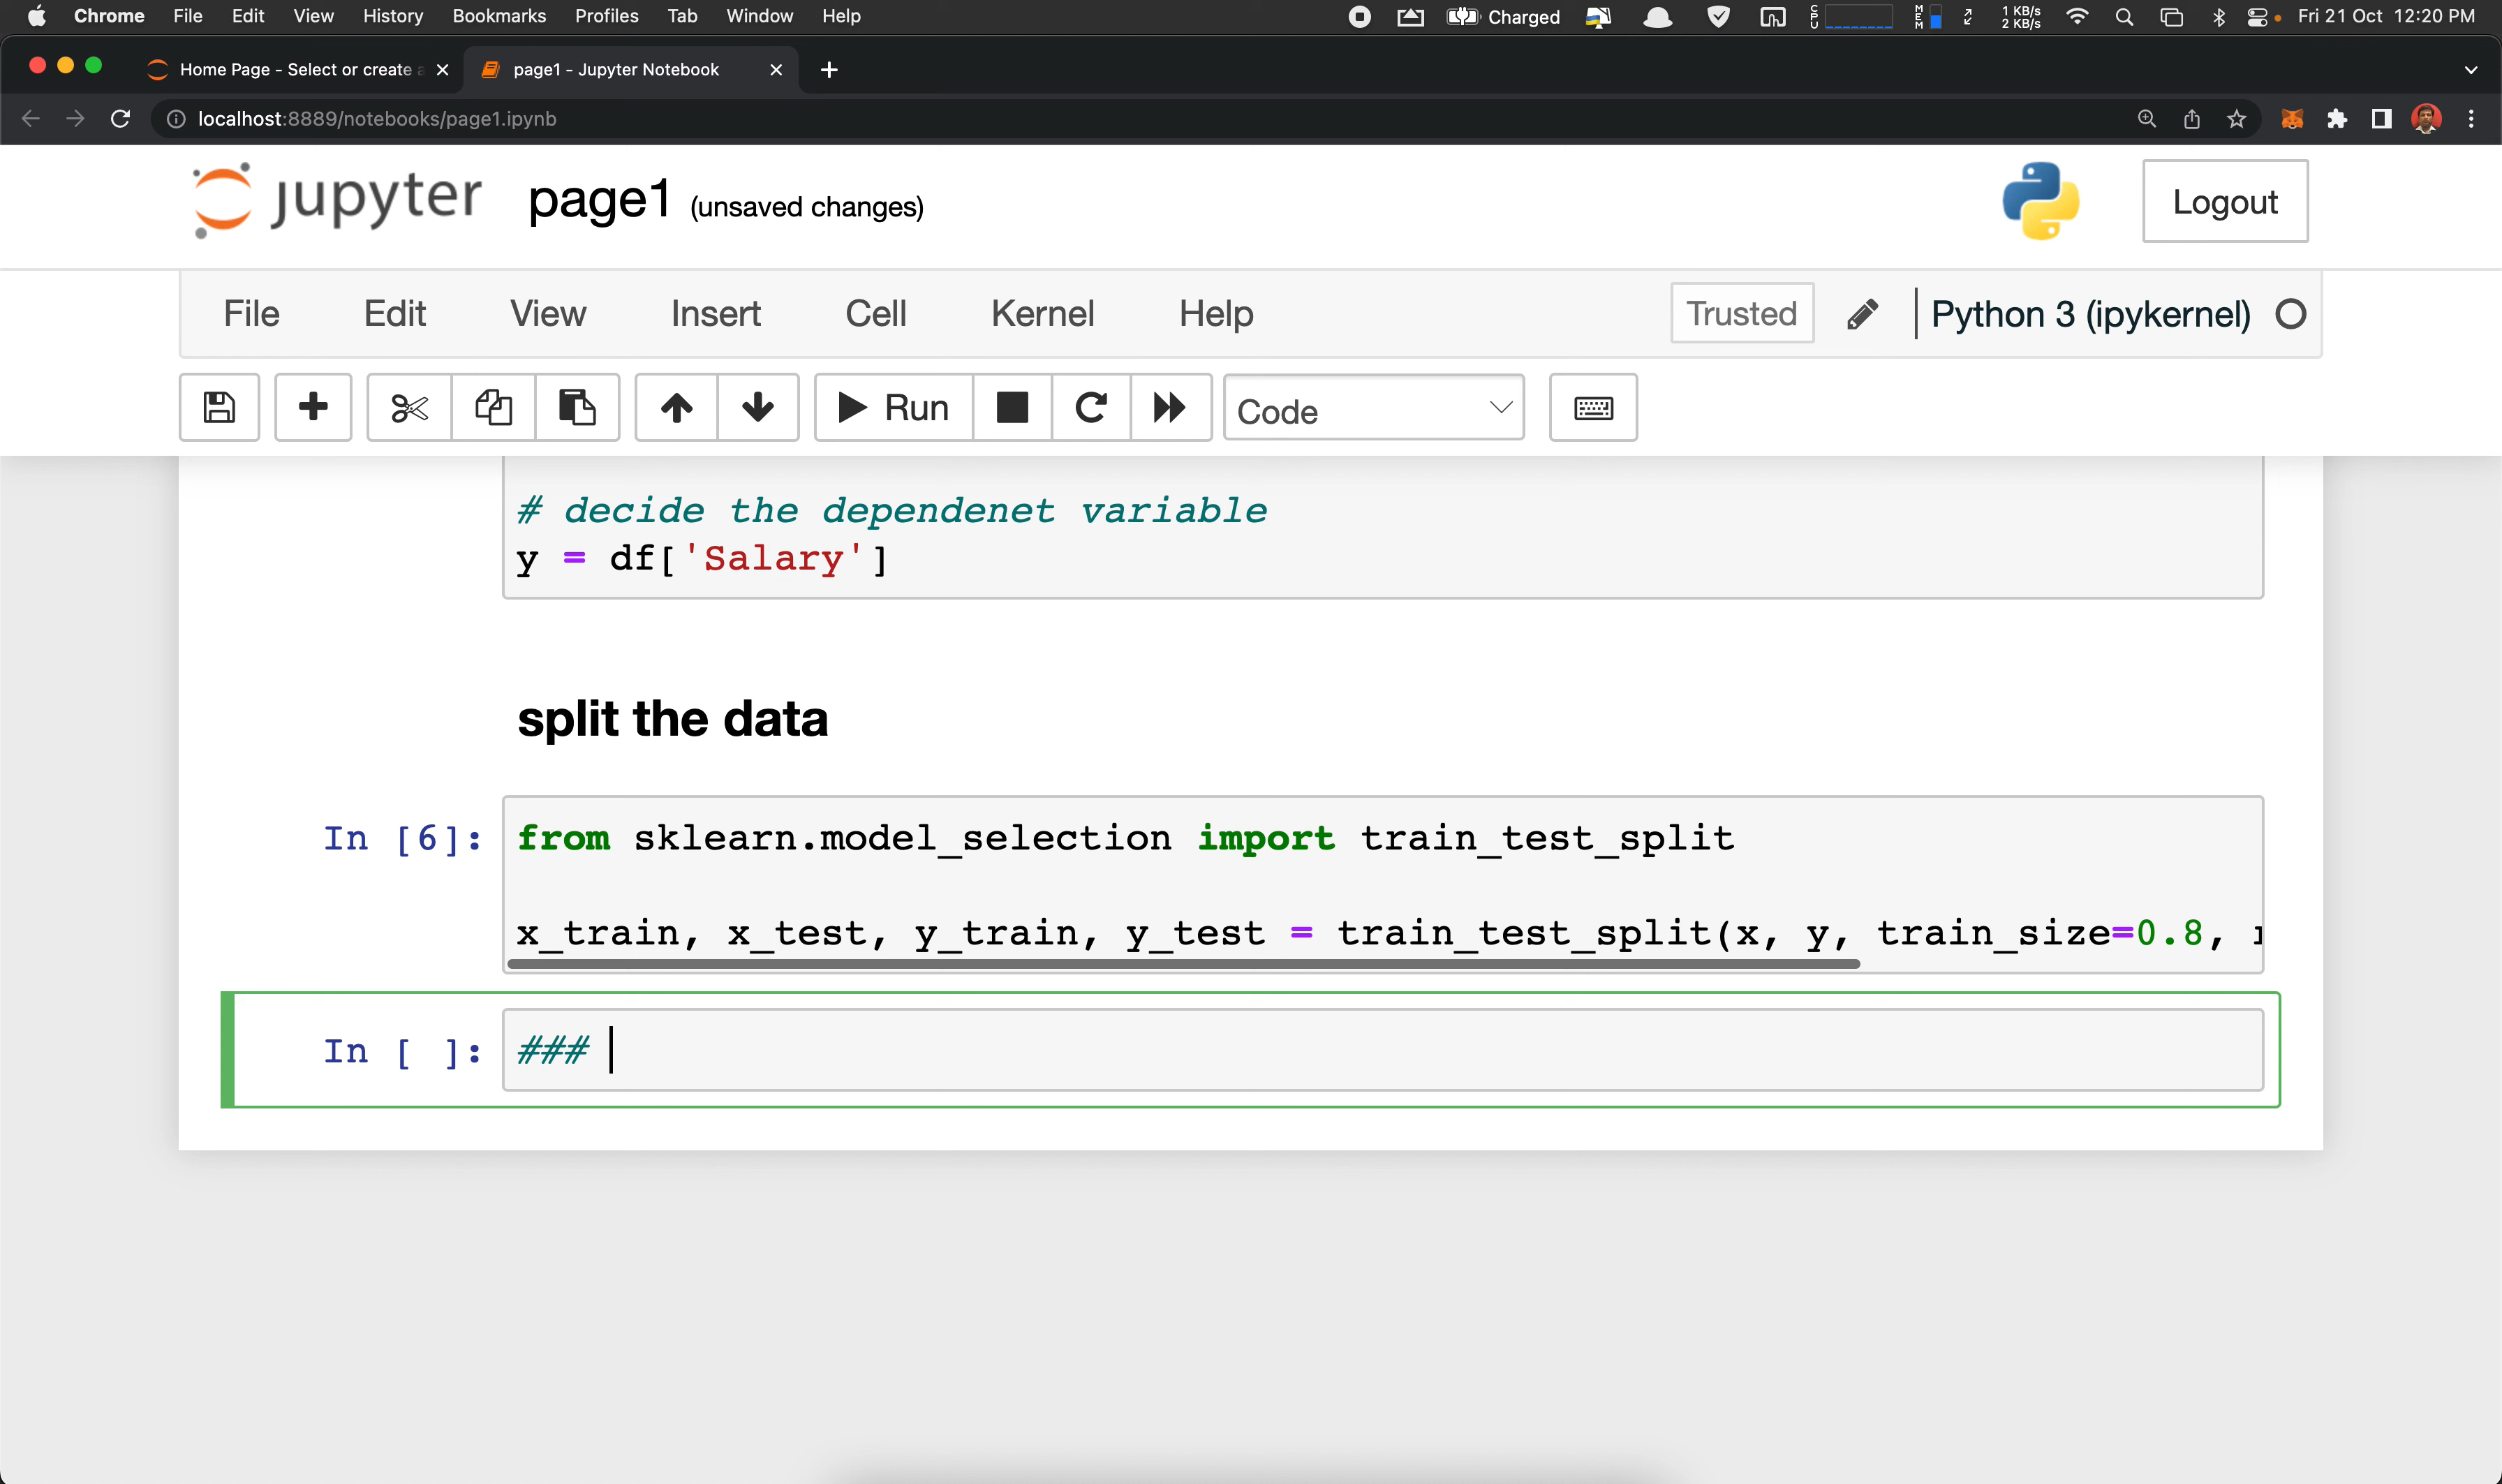 Chrome File Edit View History Bookmarks Profiles Tab Window Help Charged CPU MEM 1 KB/s 2 KB/s Fri 21 Oct 12:20 PM
Home Page - Select or create a page1 - Jupyter Notebook
localhost:8889/notebooks/page1.ipynb
jupyter page1 (unsaved changes) Logout
File Edit View Insert Cell Kernel Help Trusted Python 3 (ipykernel)
Run Code
# decide the dependenet variable
y = df['Salary']
split the data
In [6]: from sklearn.model_selection import train_test_split
x_train, x_test, y_train, y_test = train_test_split(x, y, train_size=0.8,
In [ ]: ###